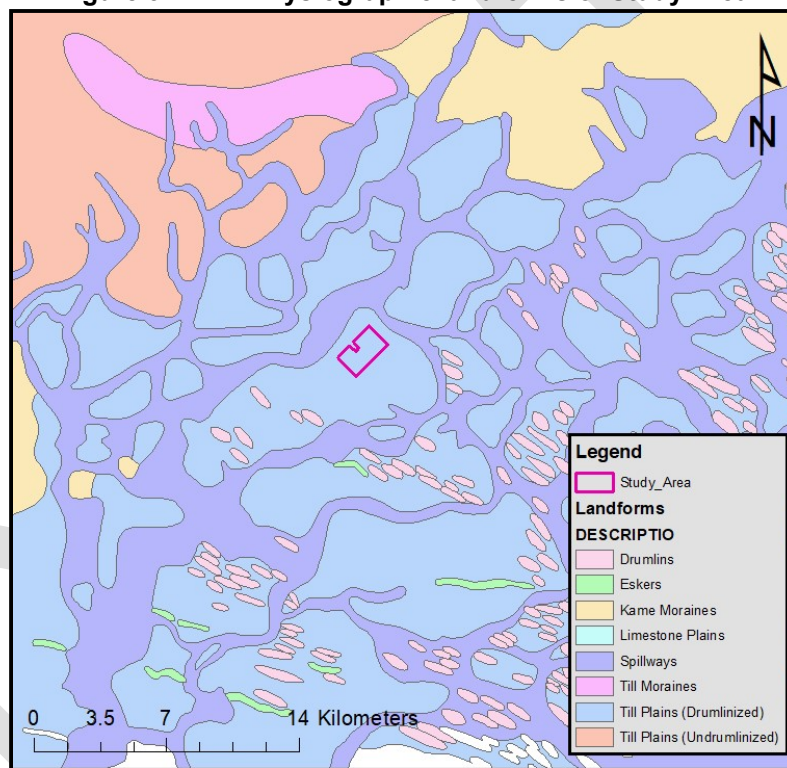 N
Legend
Study_Area
Landforms
DESCRIPTIO
Drumlins
Eskers
Kame Moraines
Limestone Plains
Spillways
Till Moraines
Till Plains (Drumlinized)
Till Plains (Undrumlinized)
0 3.5 7 14 Kilometers